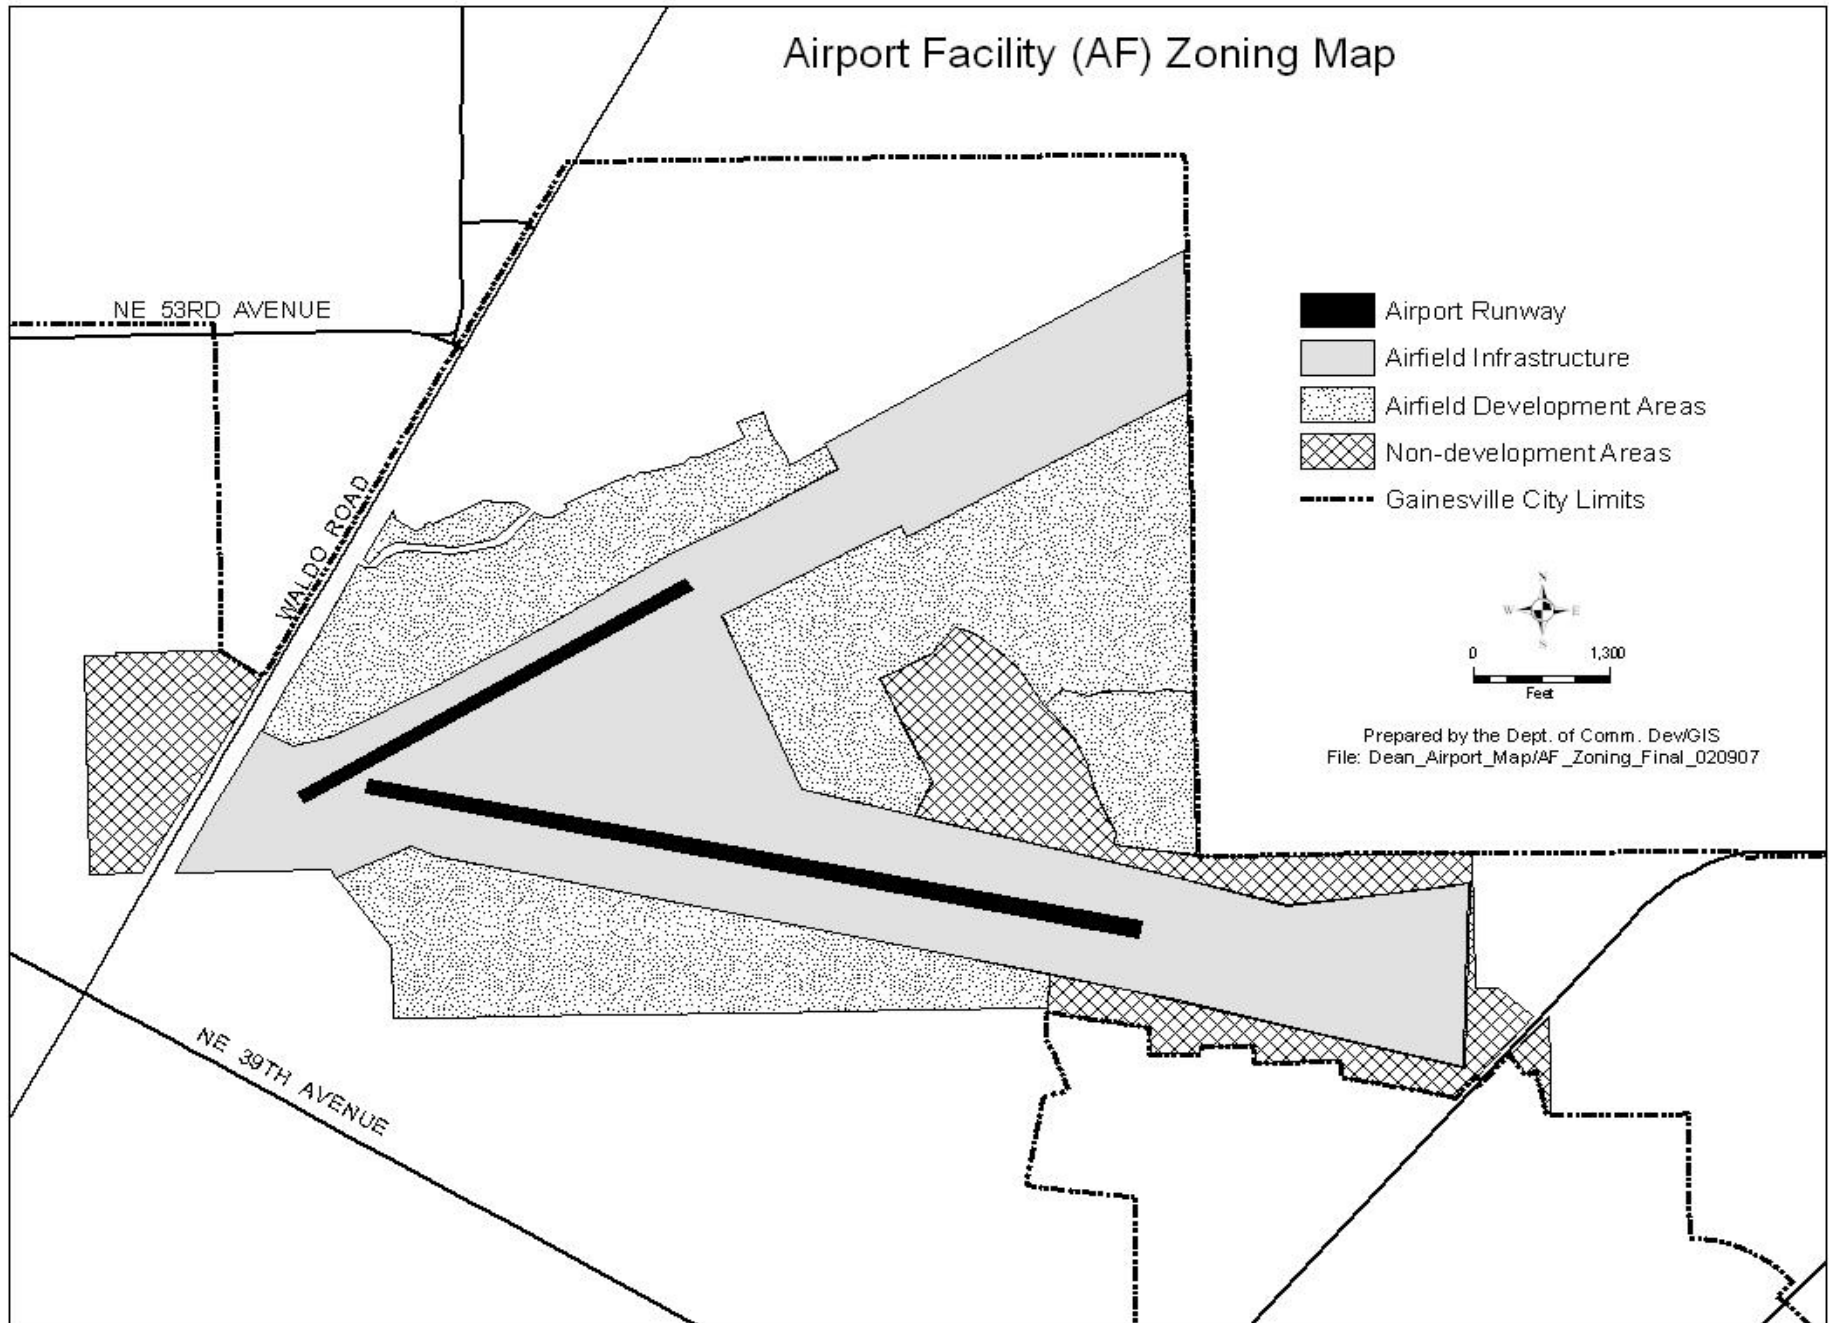 Airport Facility (AF) Zoning Map
NE 53RD AVENUE
WALDO ROAD
NE 39TH AVENUE
Airport Runway
Airfield Infrastructure
Airfield Development Areas
Non-development Areas
Gainesville City Limits
N
W E
S
0 1,300
Feet
Prepared by the Dept. of Comm. Dev/GIS
File: Dean_Airport_Map/AF_Zoning_Final_020907